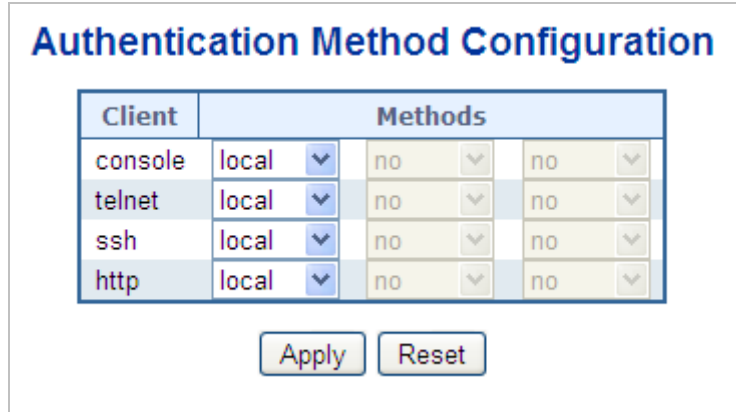 Authentication Method Configuration
Client Methods
console local no no
telnet local no no
ssh local no no
http local no no
Apply Reset